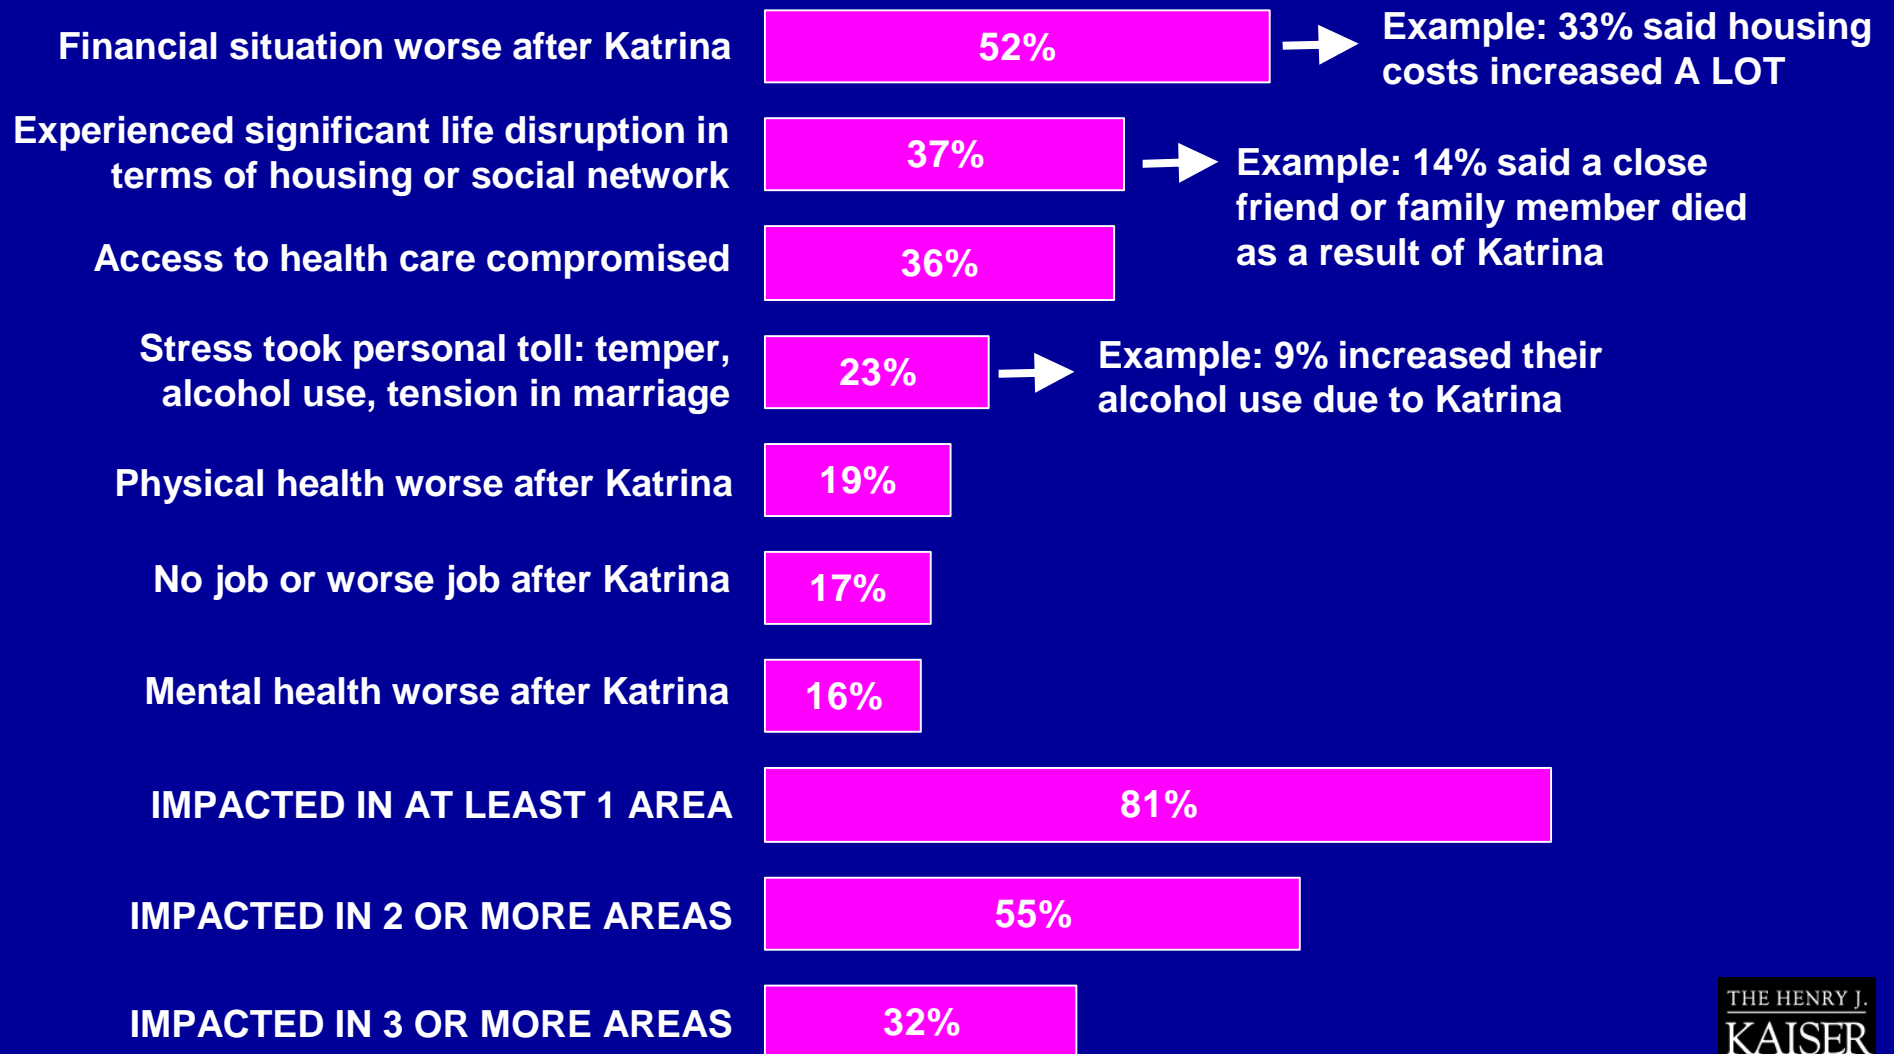 Financial situation worse after Katrina
52%
Example: 33% said housing
costs increased A LOT
Experienced significant life disruption in
terms of housing or social network
37%
Example: 14% said a close
friend or family member died
as a result of Katrina
Access to health care compromised
36%
Stress took personal toll: temper,
alcohol use, tension in marriage
23%
Example: 9% increased their
alcohol use due to Katrina
Physical health worse after Katrina
19%
No job or worse job after Katrina
17%
Mental health worse after Katrina
16%
IMPACTED IN AT LEAST 1 AREA
81%
IMPACTED IN 2 OR MORE AREAS
55%
IMPACTED IN 3 OR MORE AREAS
32%
THE HENRY J.
KAISER